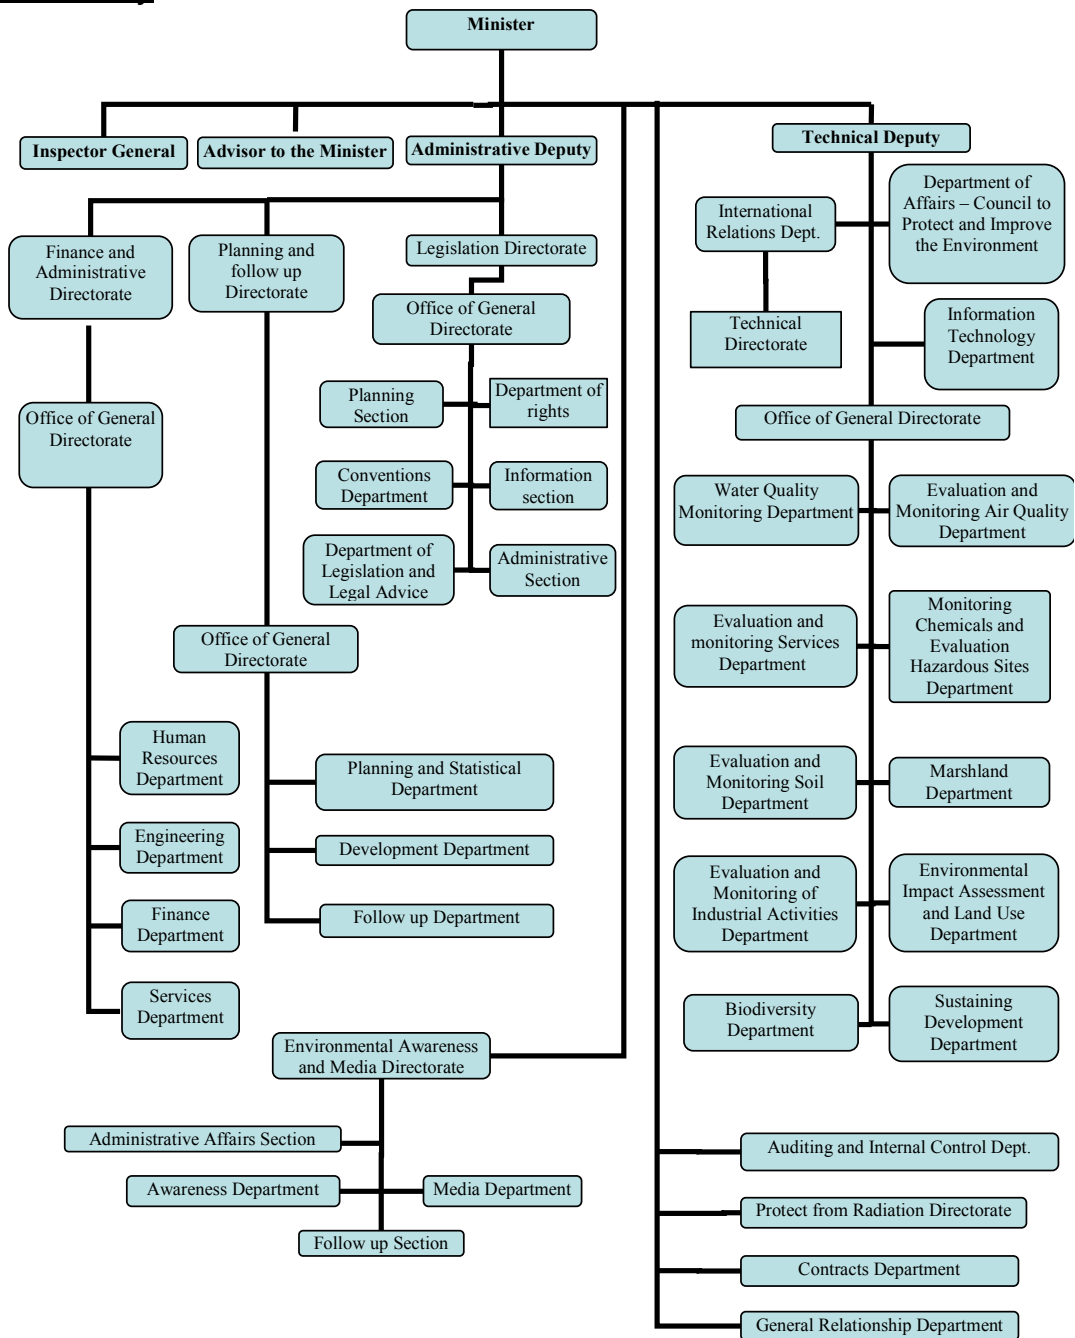 Minister
Inspector General
Advisor to the Minister
Administrative Deputy
Technical Deputy
Finance and
Administrative
Directorate
Planning and
follow up
Directorate
Legislation Directorate
International
Relations Dept.
Department of
Affairs – Council to
Protect and Improve
the Environment
Office of General
Directorate
Technical
Directorate
Information
Technology
Department
Office of General
Directorate
Planning
Section
Department of
rights
Office of General Directorate
Conventions
Department
Information
section
Water Quality
Monitoring Department
Evaluation and
Monitoring Air Quality
Department
Department of
Legislation and
Legal Advice
Administrative
Section
Office of General
Directorate
Evaluation and
monitoring Services
Department
Monitoring
Chemicals and
Evaluation
Hazardous Sites
Department
Human
Resources
Department
Planning and Statistical
Department
Evaluation and
Monitoring Soil
Department
Marshland
Department
Engineering
Department
Development Department
Evaluation and
Monitoring of
Industrial Activities
Department
Environmental
Impact Assessment
and Land Use
Department
Finance
Department
Follow up Department
Services
Department
Biodiversity
Department
Sustaining
Development
Department
Environmental Awareness
and Media Directorate
Administrative Affairs Section
Awareness Department
Media Department
Follow up Section
Auditing and Internal Control Dept.
Protect from Radiation Directorate
Contracts Department
General Relationship Department